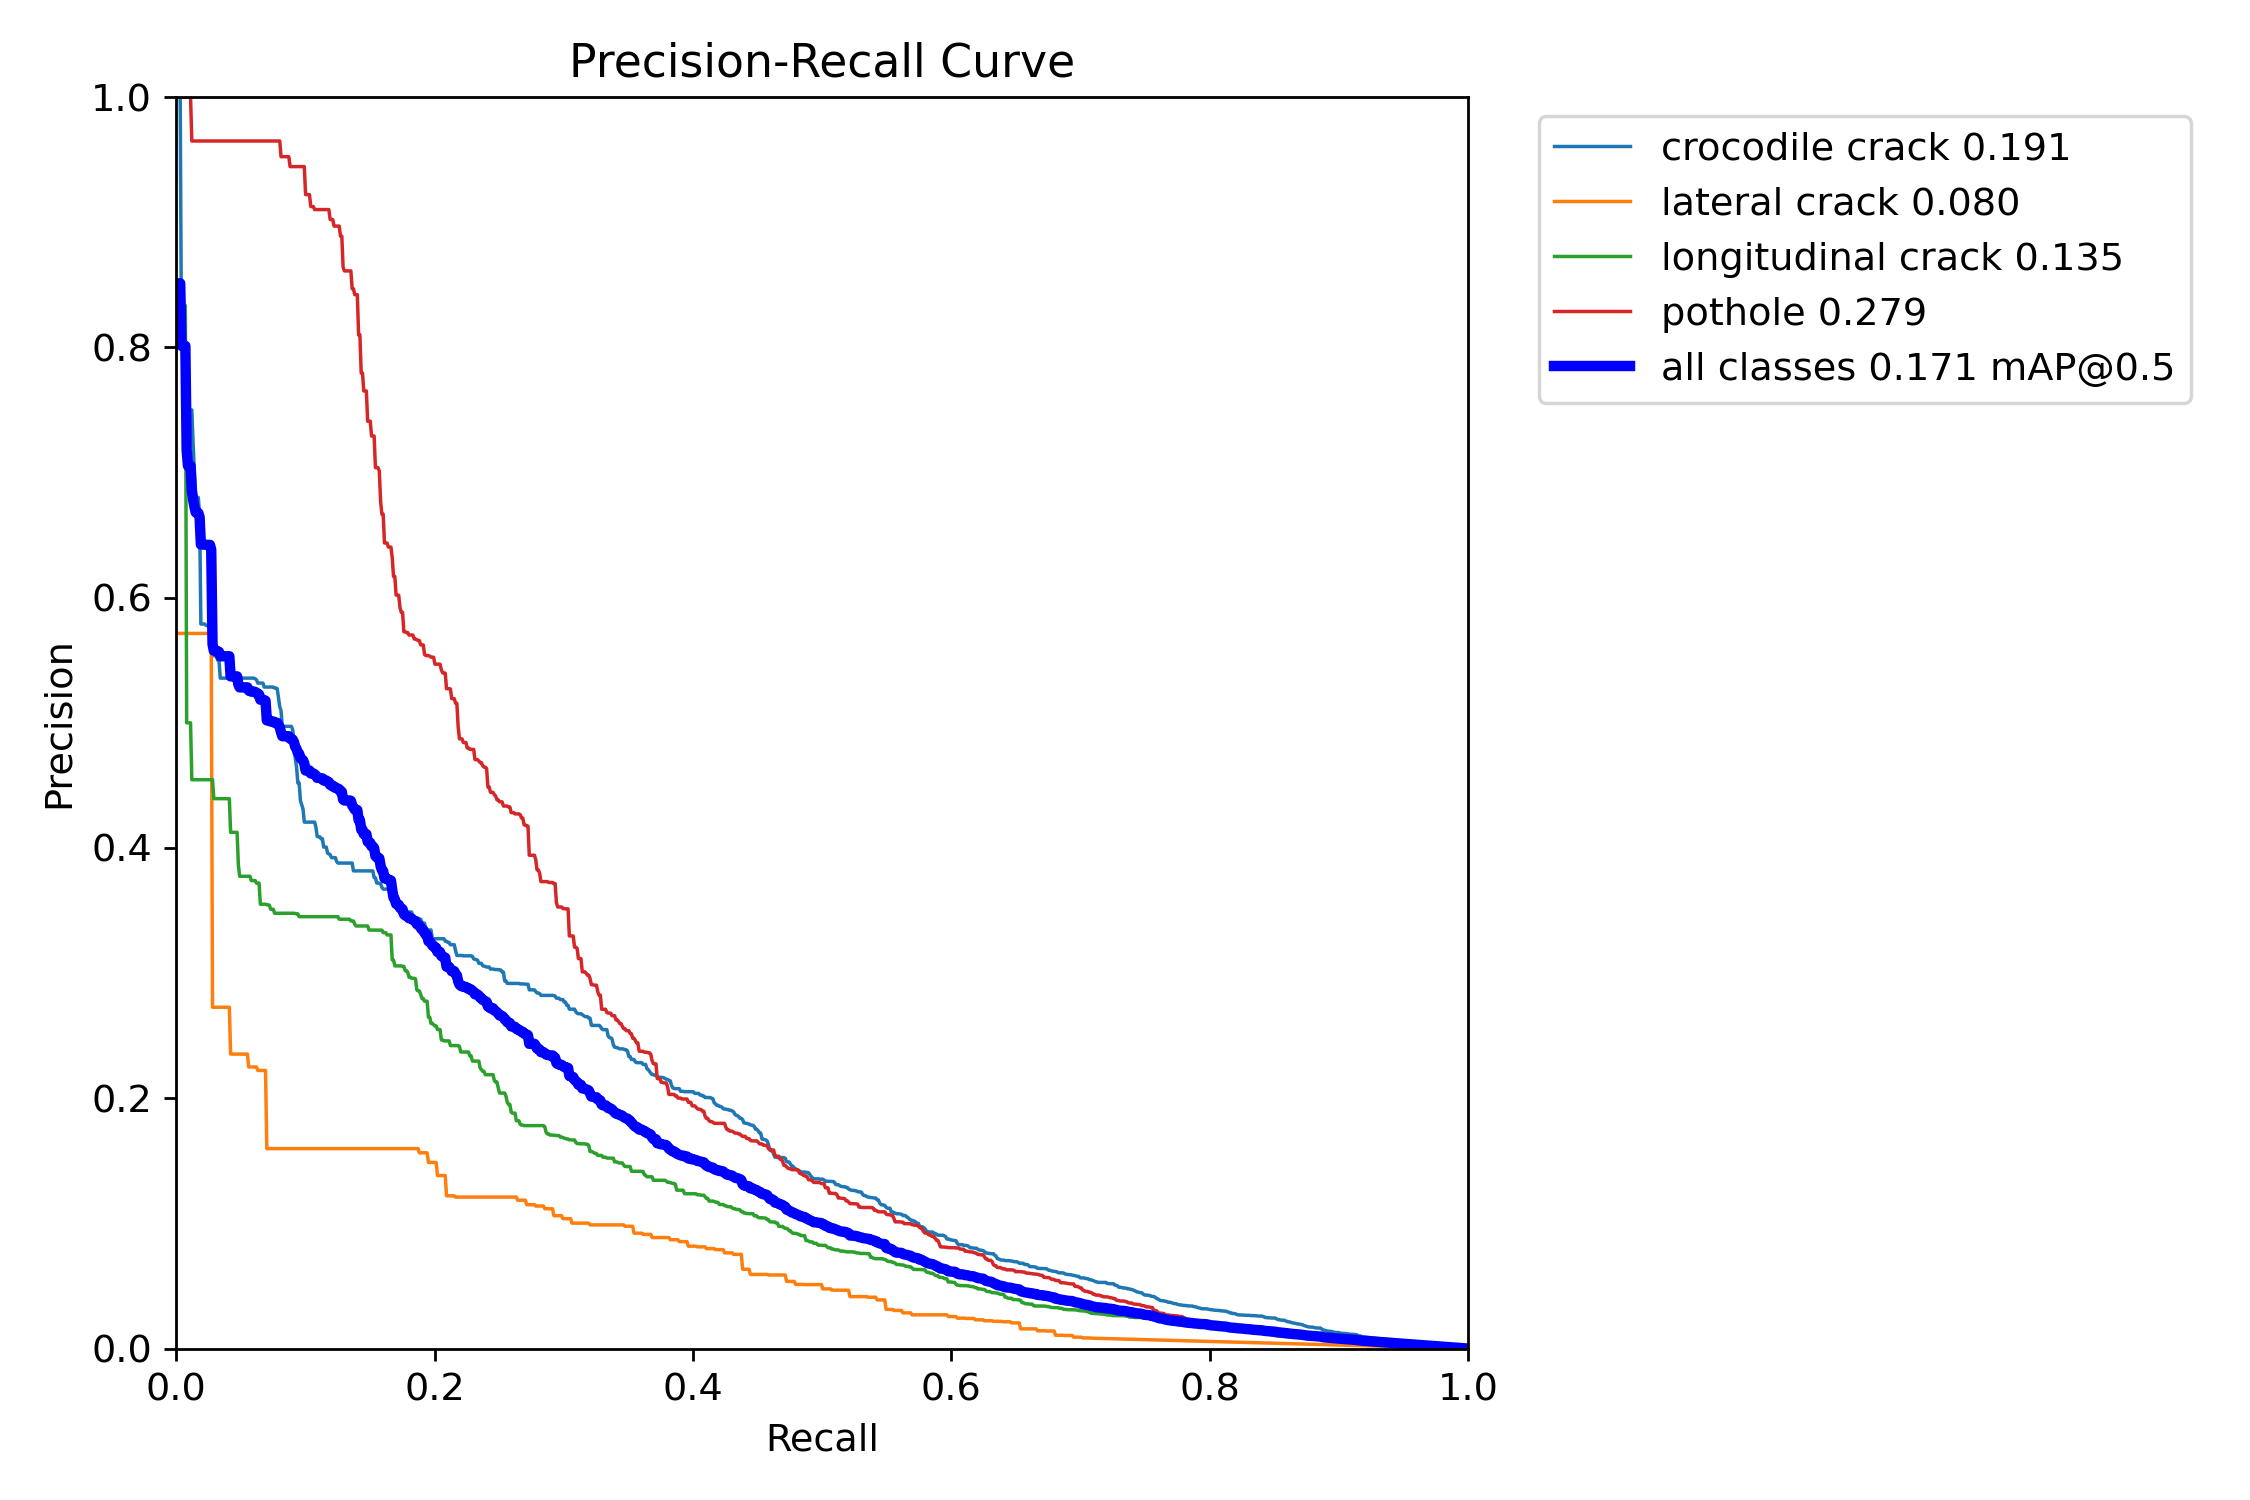 Precision-Recall Curve
1.0
0.8
0.6
0.4
0.2
0.0
Precision
0.0 0.2 0.4 0.6 0.8 1.0
Recall
crocodile crack 0.191
lateral crack 0.080
longitudinal crack 0.135
pothole 0.279
all classes 0.171 mAP@0.5